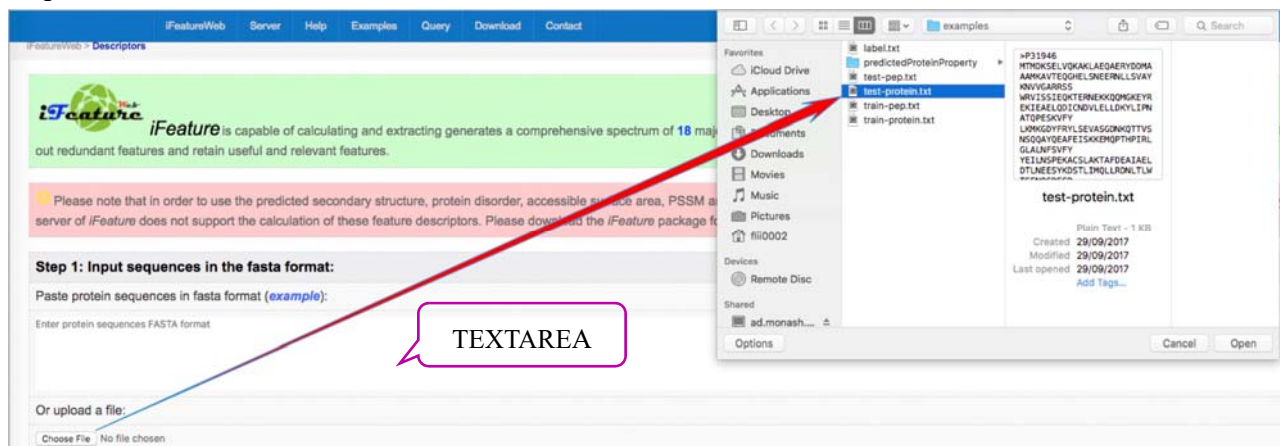 iFeatureWeb Server Help Examples Query Download Contact
iFeatureWeb > Descriptors
iFeature Web
iFeature is capable of calculating and extracting generates a comprehensive spectrum of 18
out redundant features and retain useful and relevant features.
Please note that in order to use the predicted secondary structure, protein disorder, accessible surface area, PSSM
server of iFeature does not support the calculation of these feature descriptors. Please download the iFeature package
Step 1: Input sequences in the fasta format:
Paste protein sequences in fasta format (example):
Enter protein sequences FASTA format
TEXTAREA
Or upload a file:
Choose File No file chosen
examples
Search
Favorites
iCloud Drive
Applications
Desktop
Documents
Downloads
Movies
Music
Pictures
flii0002
Devices
Remote Disc
Shared
ad.monash....
label.txt
predictedProteinProperty
test-pep.txt
test-protein.txt
train-pep.txt
train-protein.txt
>P31946
MTMDKSELVQKAKLAEQAERYDDMA
AAMKAVTEQGHELSNEERNLLSVAY
KNVVGARRSS
WRVISSIEQKTERNEKKQQMGKEYR
EKIEAELQDICNDVLELLDKYLIPN
ATQPESKVFY
LKMKGDYFRYLSEVASGDNKQTTVS
NSQQAYQEAFEISKKEMQPTHPIRL
GLALNFSVFY
YEILNSPEKACSLAKTAFDEAIAEL
DTLNEESYKDSTLIMQLLRDNLTLW
test-protein.txt
Plain Text - 1 KB
Created 29/09/2017
Modified 29/09/2017
Last opened 29/09/2017
Add Tags...
Options
Cancel Open